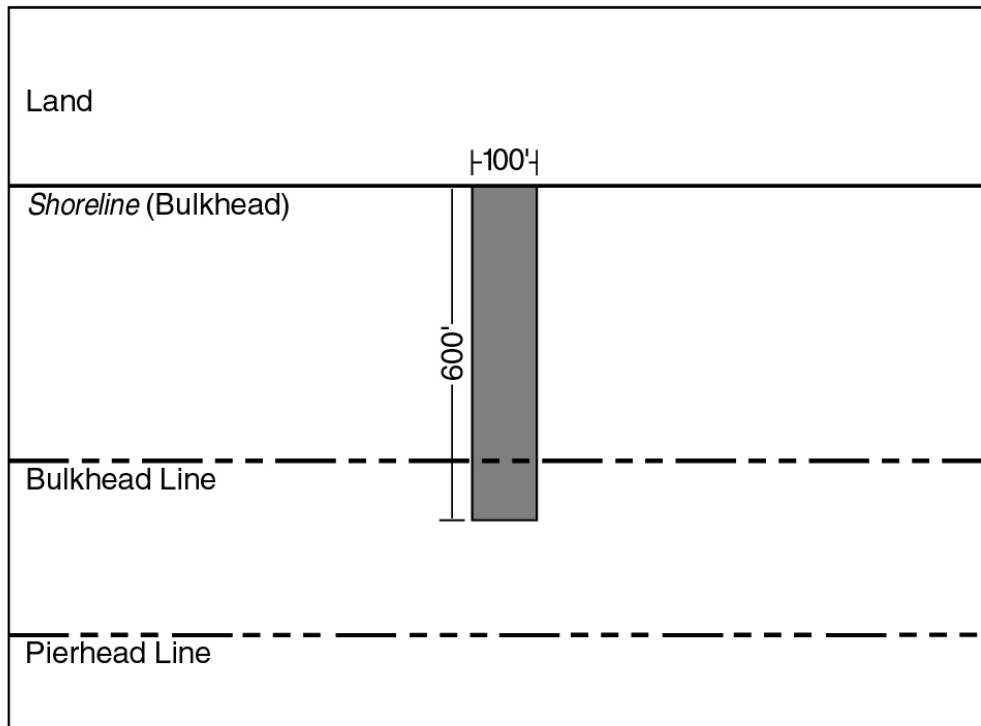 Land
100'
Shoreline (Bulkhead)
600'
Bulkhead Line
Pierhead Line